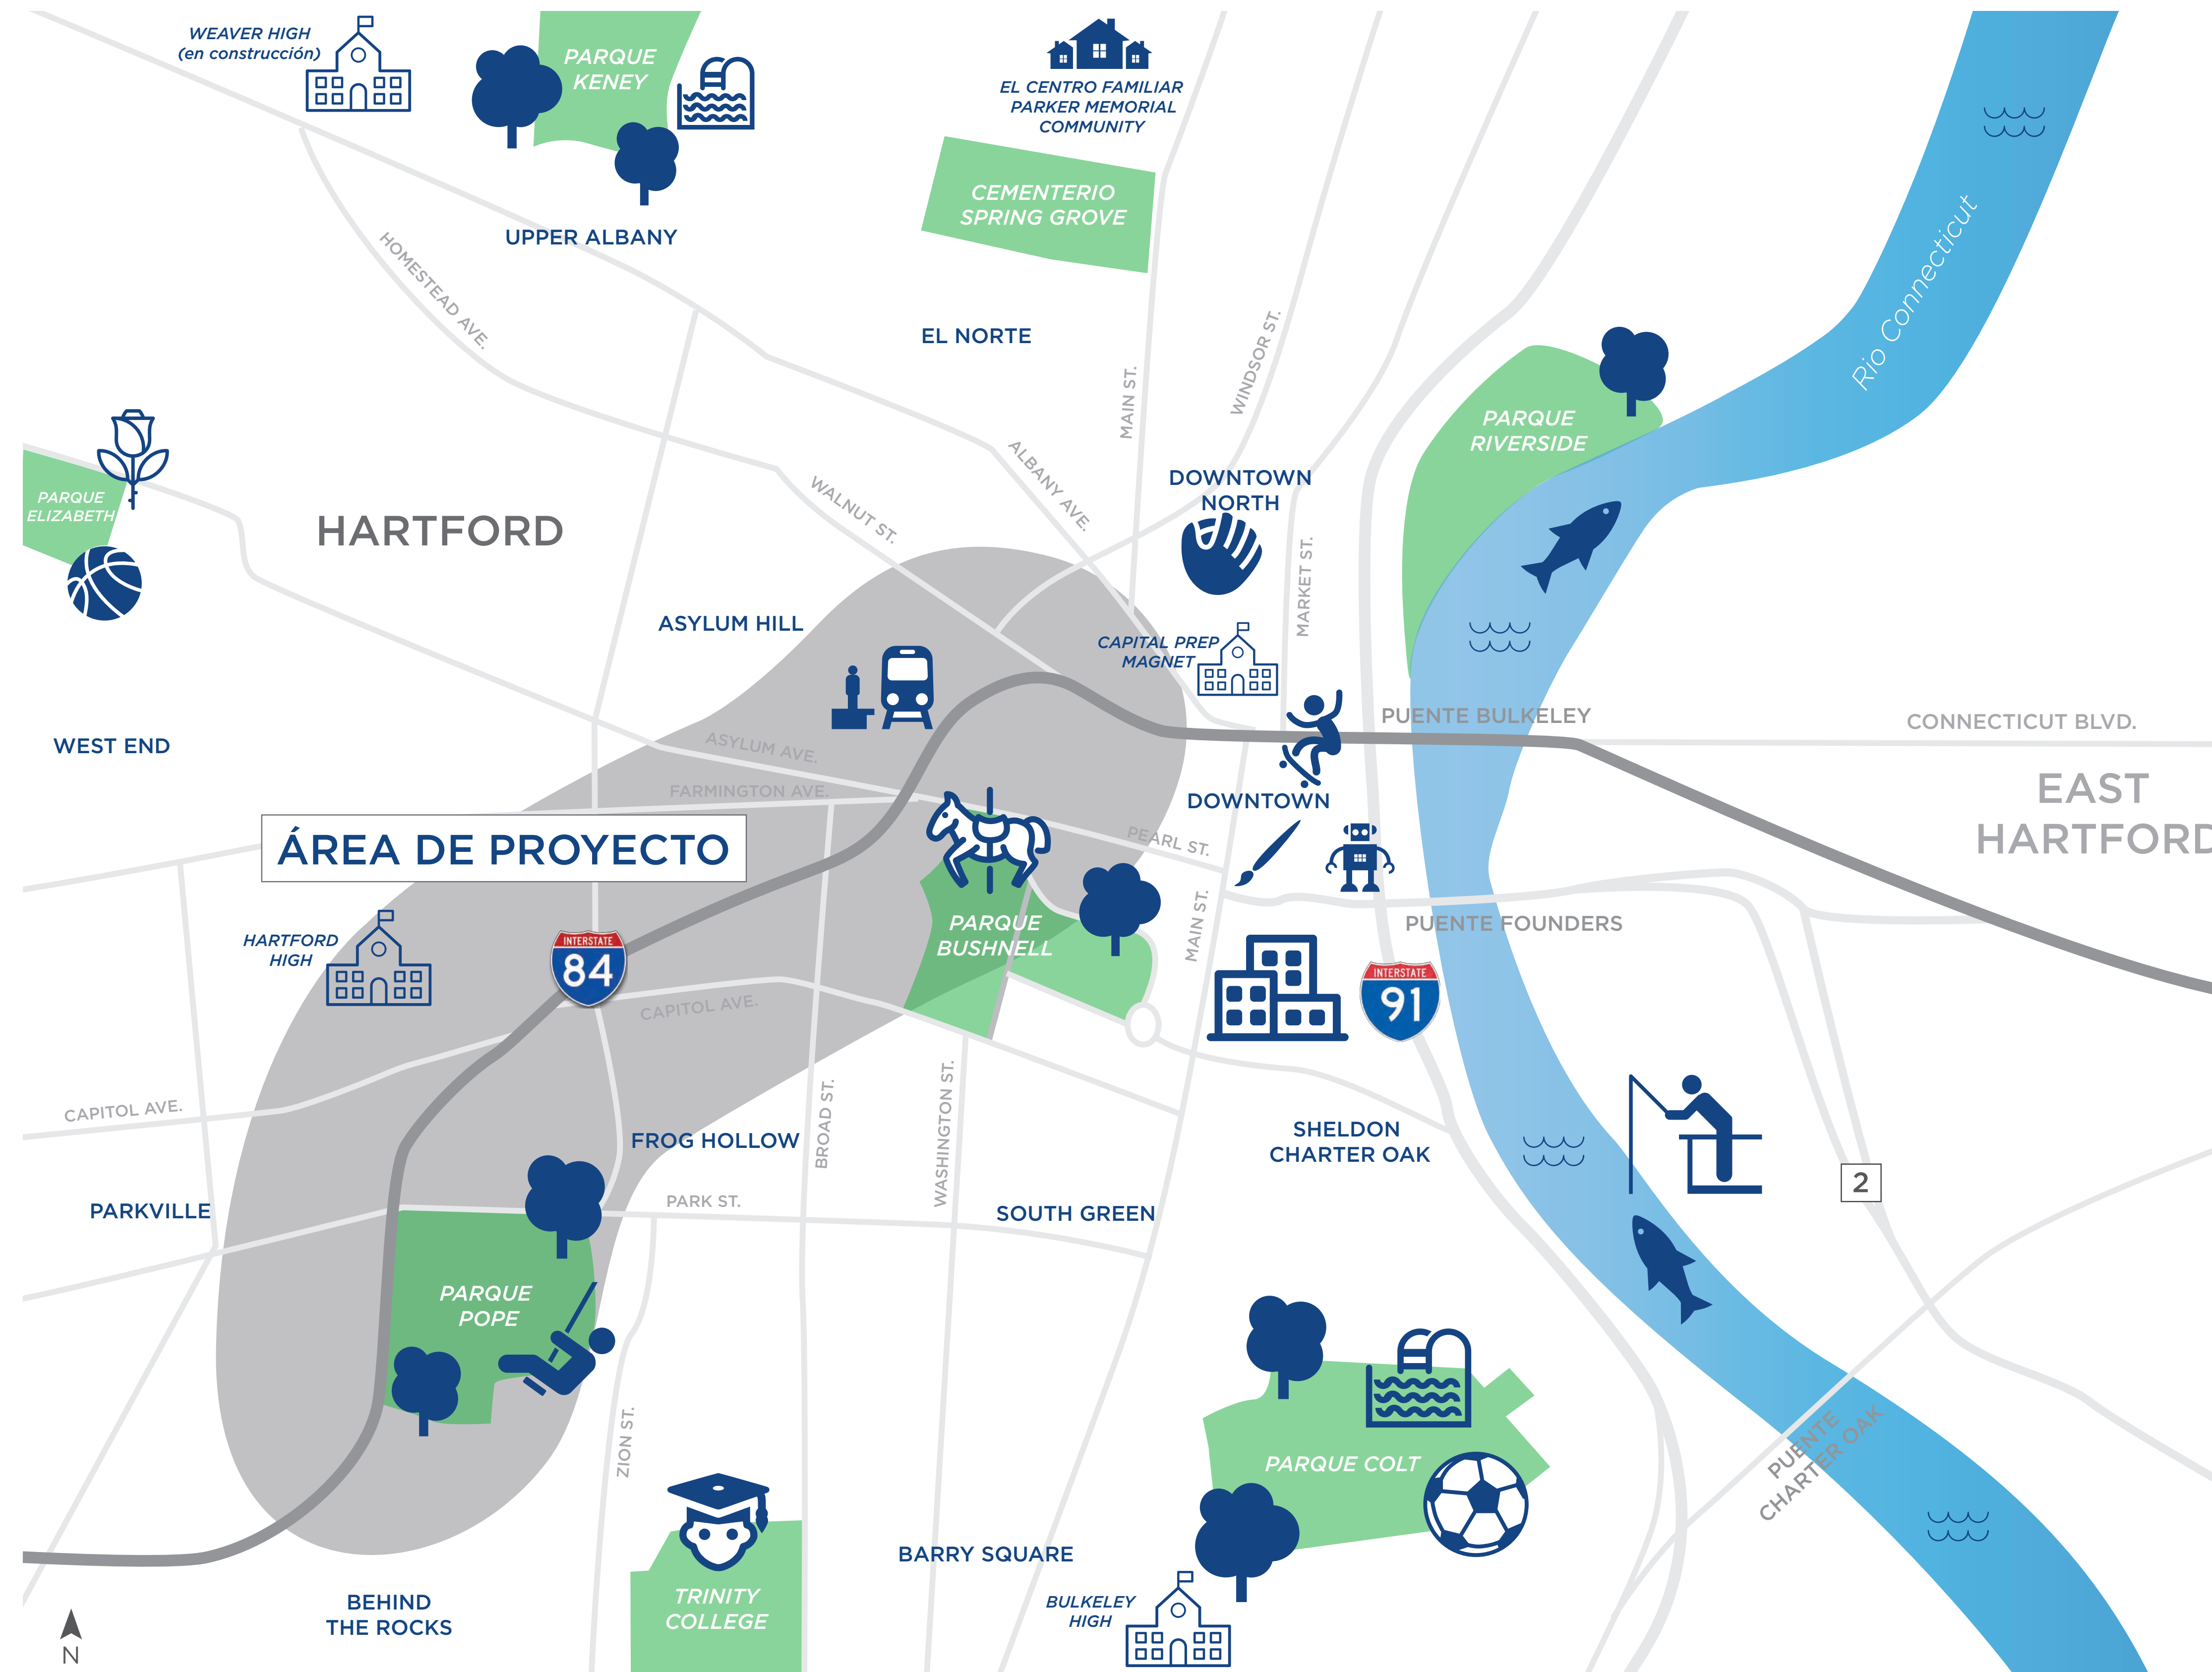 WEAVER HIGH
(en construcción)
PARQUE
KENEY
EL CENTRO FAMILIAR
PARKER MEMORIAL
COMMUNITY
CEMENTERIO
SPRING GROVE
UPPER ALBANY
HOMESTEAD AVE.
EL NORTE
MAIN ST.
WINDSOR ST.
Rio Connecticut
PARQUE
RIVERSIDE
PARQUE
ELIZABETH
HARTFORD
WALNUT ST.
ALBANY AVE.
DOWNTOWN
NORTH
MARKET ST.
ASYLUM HILL
CAPITAL PREP
MAGNET
WEST END
ASYLUM AVE.
FARMINGTON AVE.
PUENTE BULKELEY
CONNECTICUT BLVD.
EAST
HARTFORD
DOWNTOWN
PEARL ST.
ÁREA DE PROYECTO
HARTFORD
HIGH
INTERSTATE
84
PARQUE
BUSHNELL
MAIN ST.
PUENTE FOUNDERS
INTERSTATE
91
CAPITOL AVE.
CAPITOL AVE.
FROG HOLLOW
BROAD ST.
WASHINGTON ST.
SHELDON
CHARTER OAK
2
PARKVILLE
PARK ST.
SOUTH GREEN
PARQUE
POPE
ZION ST.
PARQUE COLT
PUENTE
CHARTER OAK
BARRY SQUARE
BEHIND
THE ROCKS
TRINITY
COLLEGE
BULKELEY
HIGH
N